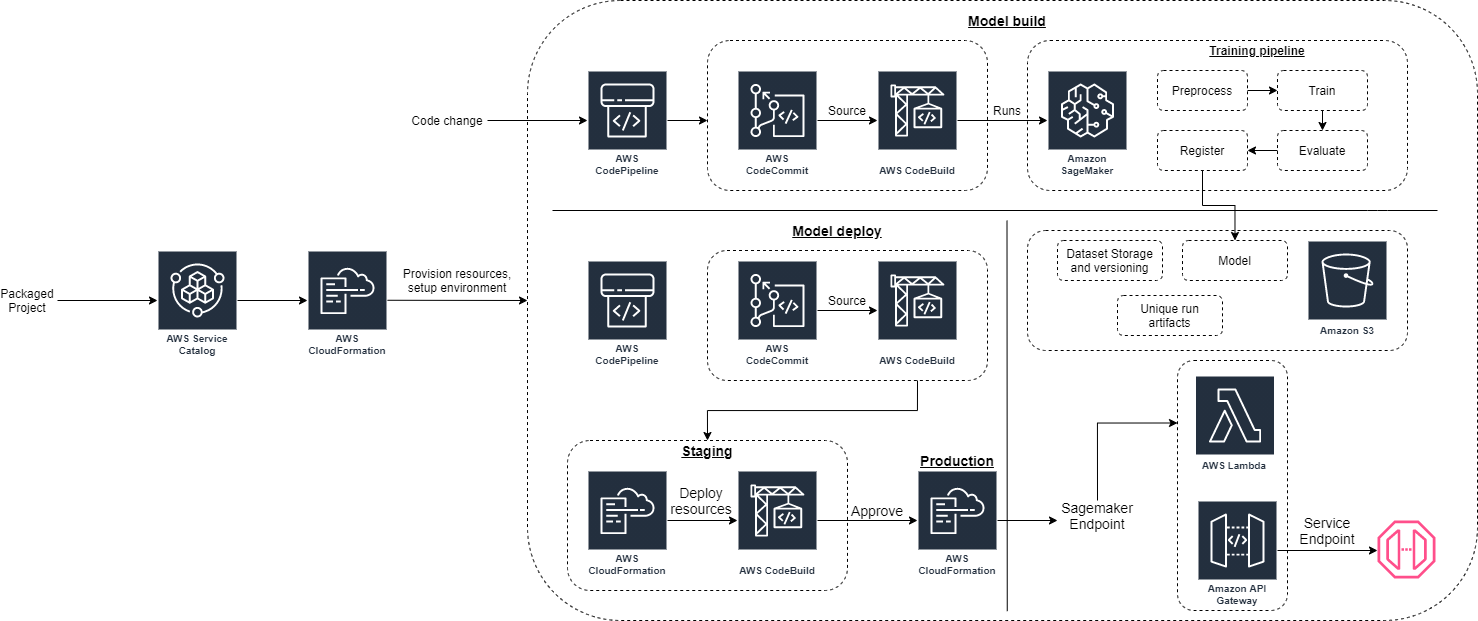 Model build
Training pipeline
Code change
AWS
CodePipeline
AWS
CodeCommit
Source
AWS CodeBuild
Runs
Amazon
SageMaker
Preprocess
Train
Register
Evaluate
Packaged
Project
AWS Service
Catalog
AWS
CloudFormation
Provision resources,
setup environment
Model deploy
AWS
CodePipeline
AWS
CodeCommit
Source
AWS CodeBuild
Dataset Storage
and versioning
Model
Unique run
artifacts
Amazon S3
Staging
AWS
CloudFormation
Deploy
resources
AWS CodeBuild
Approve
Production
AWS
CloudFormation
Sagemaker
Endpoint
AWS Lambda
Amazon API
Gateway
Service
Endpoint